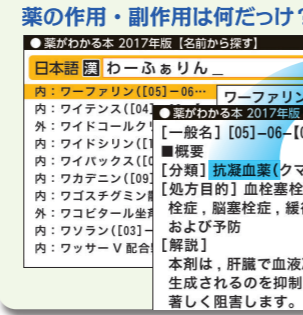 薬の作用・副作用は何だっけ？
●薬がわかる本 2017年版【名前から探す】
日本語 漢 わーふぁりん＿
内：ワーファリン([05]−06…
内：ワイテンス([04]
外：ワイドコールク
内：ワイドシリン([1
内：ワイパックス([0
内：ワカデニン([09]
内：ワゴスチグミン
外：ワコビタール坐
内：ワソラン([03]−
内：ワッサー V 配合
ワーファリン
●薬がわかる本 2017年版
[一般名] [05]−06−【
■概要
[分類] 抗凝血薬(クマ
[処方目的] 血栓塞栓
栓症，脳塞栓症，緩
および予防
[解説]
本剤は，肝臓で血液
生成されるのを抑制
著しく阻害します。